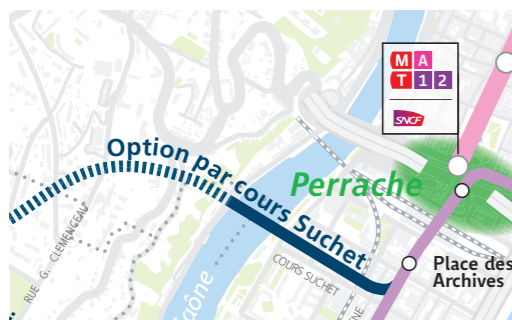 M A
T 1 2
SNCF
Option par cours Suchet
Perrache
RUE G. CLEMENCEAU
COURS SUCHET
Place des
Archives
Saône